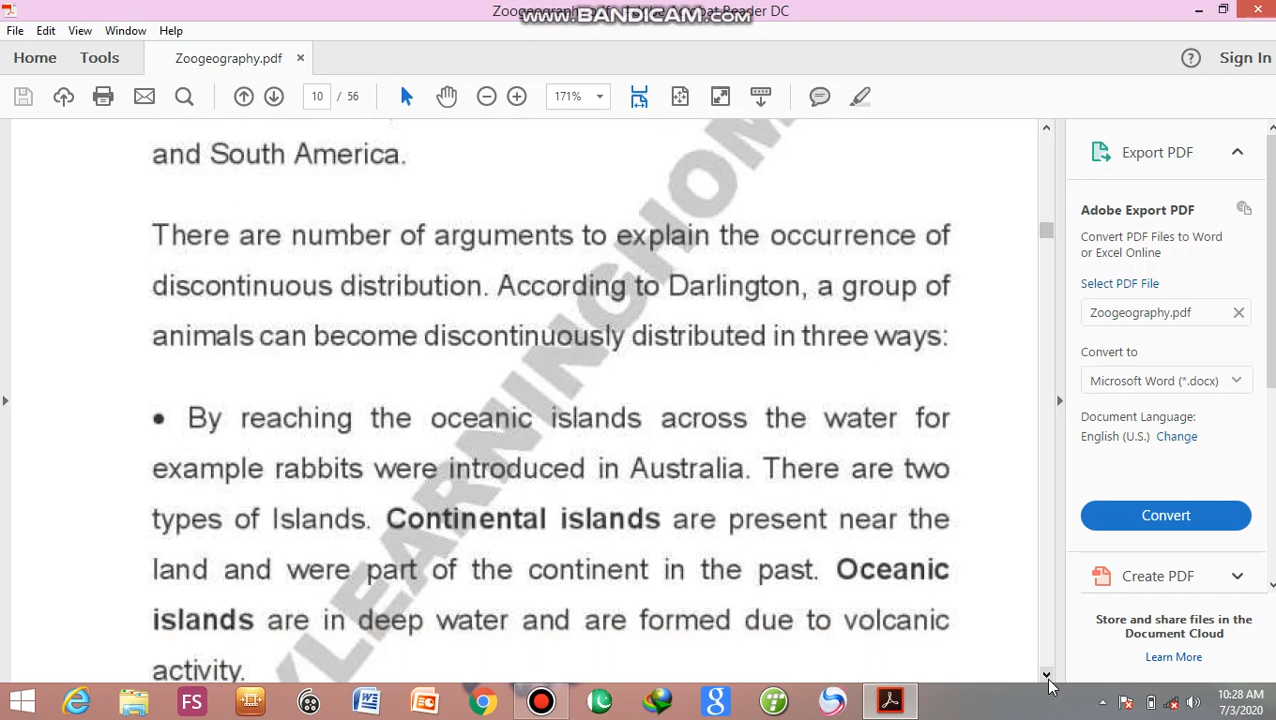 Zoogeography.pdf - Adobe Acrobat Reader DC
www.BANDICAM.com
File Edit View Window Help
Home Tools Zoogeography.pdf × ? Sign In
10 / 56 171%
and South America.
There are number of arguments to explain the occurrence of
discontinuous distribution. According to Darlington, a group of
animals can become discontinuously distributed in three ways:
• By reaching the oceanic islands across the water for
example rabbits were introduced in Australia. There are two
types of Islands. Continental islands are present near the
land and were part of the continent in the past. Oceanic
islands are in deep water and are formed due to volcanic
activity.
Export PDF
Adobe Export PDF
Convert PDF Files to Word
or Excel Online
Select PDF File
Zoogeography.pdf
Convert to
Microsoft Word (*.docx)
Document Language:
English (U.S.) Change
Convert
Create PDF
Store and share files in the
Document Cloud
Learn More
FS
10:28 AM
7/3/2020